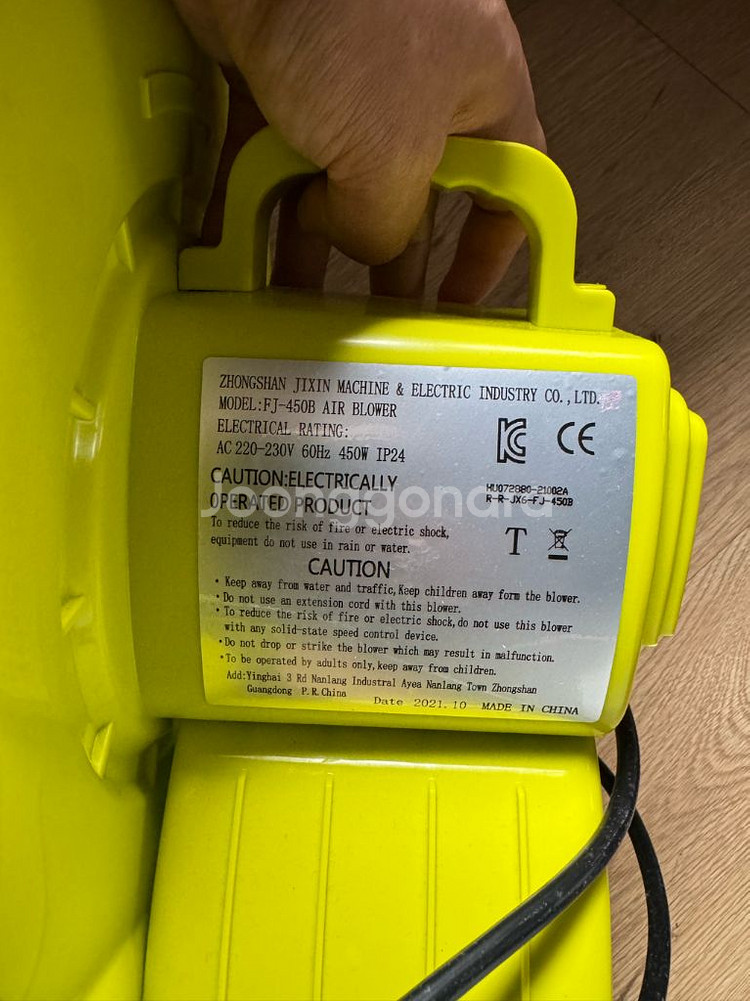 ZHONGSHAN JIXIN MACHINE & ELECTRIC INDUSTRY CO.,LTD.
MODEL:FJ-450B AIR BLOWER
ELECTRICAL RATING:
AC 220-230V 60Hz 450W IP24
CE
CAUTION:ELECTRICALLY
OPERATED PRODUCT
HU072880-21002A
R-R-JX6-FJ-450B
Joonggonara
To reduce the risk of fire or electric shock,
equipment do not use in rain or water.
T
CAUTION
• Keep away from water and traffic,Keep children away form the blower.
• Do not use an extension cord with this blower.
• To reduce the risk of fire or electric shock,do not use this blower
with any solid-state speed control device.
•Do not drop or strike the blower which may result in malfunction.
•To be operated by adults only,keep away from children.
Add:Yinghai 3 Rd Nanlang Industral Ayea Nanlang Town Zhongshan
Guangdong P.R.China
Date 2021.10 MADE IN CHINA